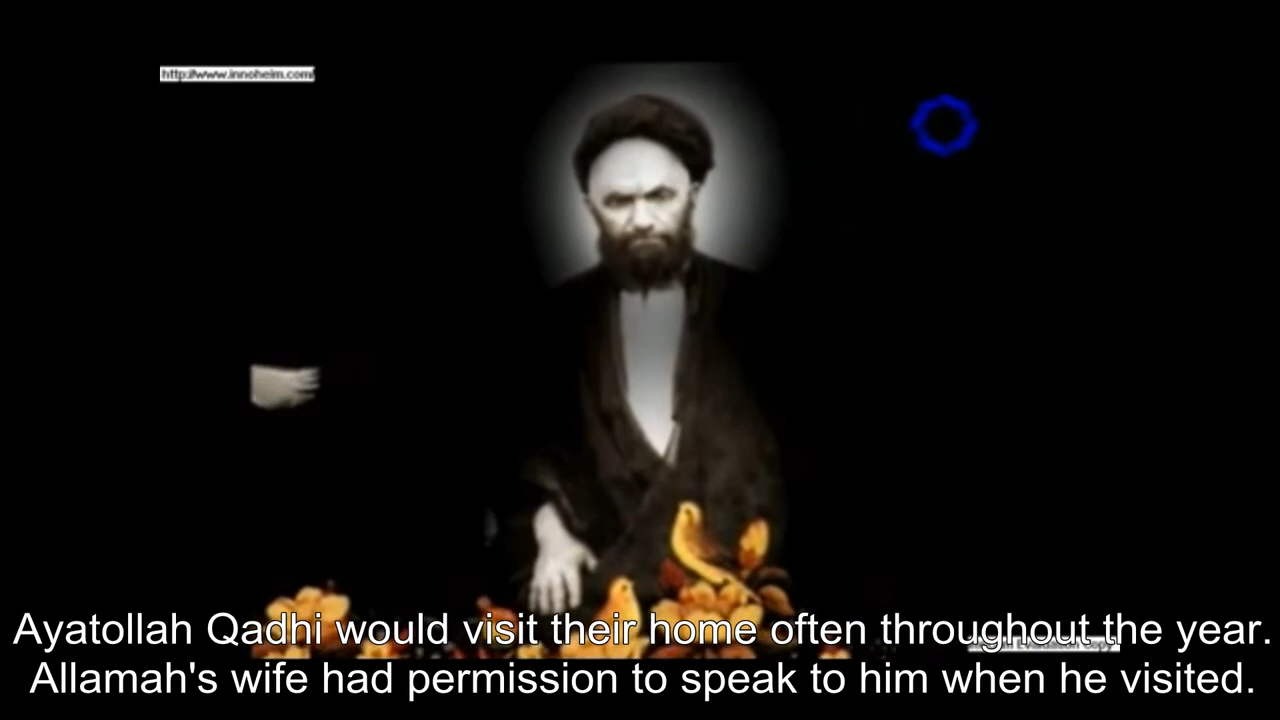 http://www.innoheim.com/
Ayatollah Qadhi would visit their home often throughout the year.
Allamah's wife had permission to speak to him when he visited.